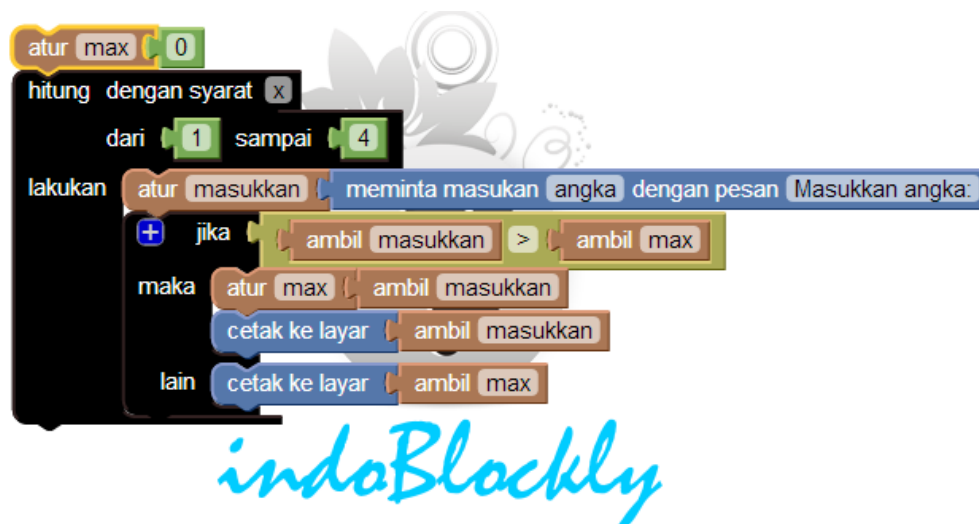 atur max 0
hitung dengan syarat x
dari 1 sampai 4
lakukan atur masukkan meminta masukan angka dengan pesan Masukkan angka:
+ jika ambil masukkan > ambil max
maka atur max ambil masukkan
cetak ke layar ambil masukkan
lain cetak ke layar ambil max
indoBlockly